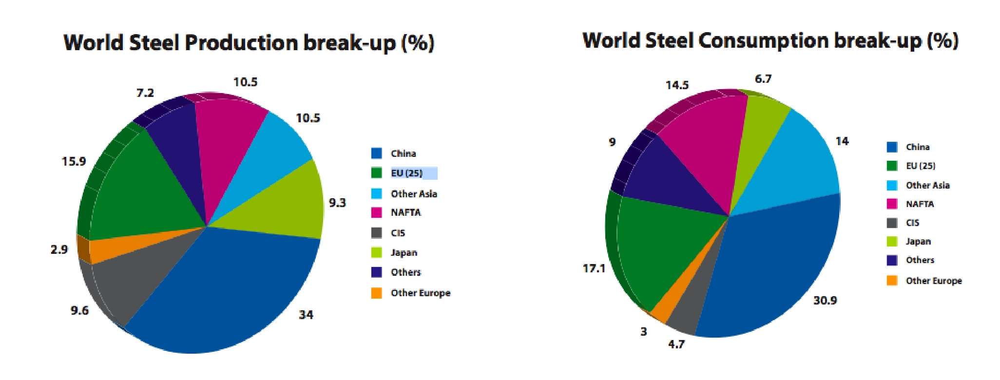 World Steel Production break-up (%)
10.5
7.2
10.5
15.9
9.3
2.9
9.6
34
China
EU (25)
Other Asia
NAFTA
CIS
Japan
Others
Other Europe
World Steel Consumption break-up (%)
6.7
14.5
14
9
17.1
30.9
3
4.7
China
EU (25)
Other Asia
NAFTA
CIS
Japan
Others
Other Europe